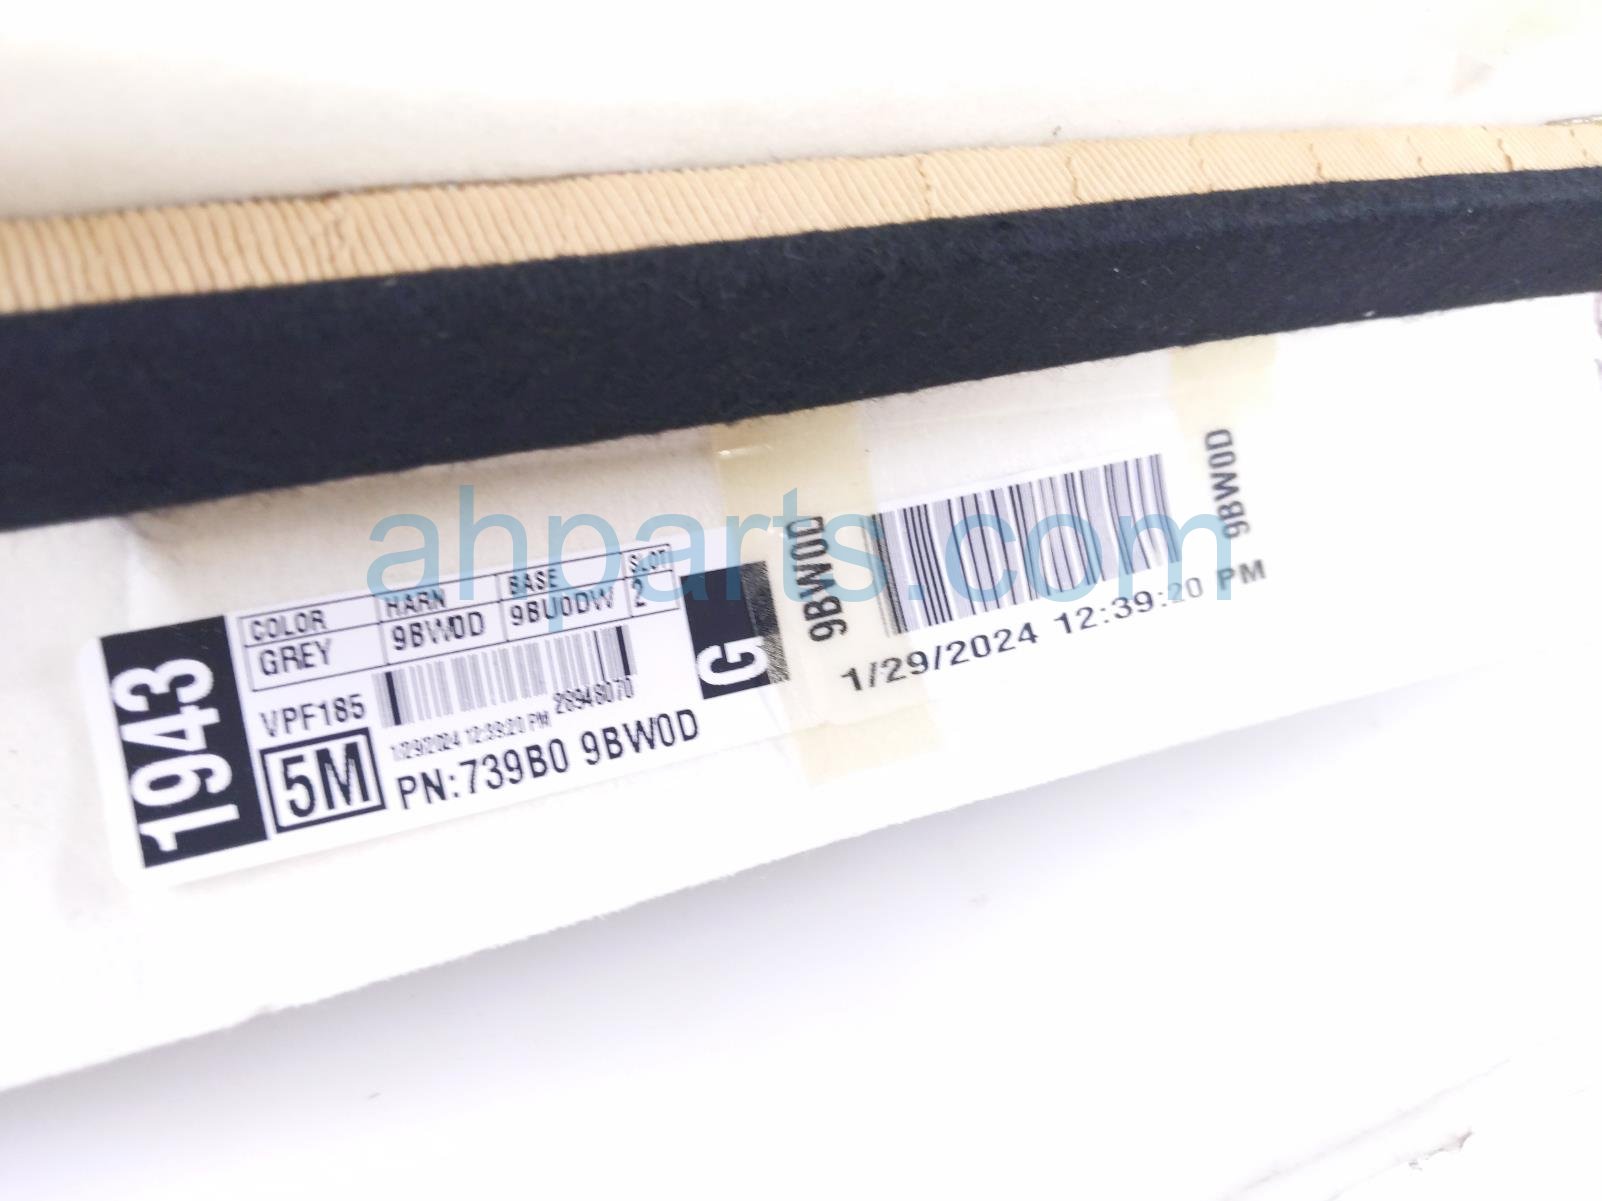 1943
COLOR HARN BASE SLOT
GREY 9BW0D 9BU0DW 2
VPF185
28948070
1/29/2024 12:39:20 PM
5M
PN:739B0 9BW0D
G
9BW0D
9BW0D
1/29/2024 12:39:20 PM
ahparts.com